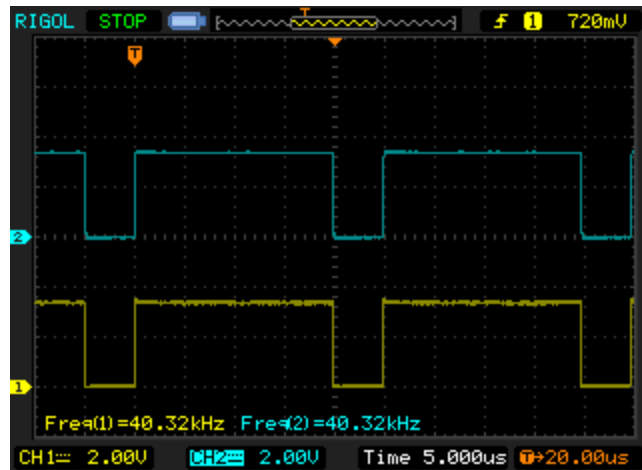 RIGOL STOP T f 1 720mV
T
2
1
Freq(1)=40.32kHz Freq(2)=40.32kHz
CH1 2.00V CH2 2.00V Time 5.000us T→20.00us